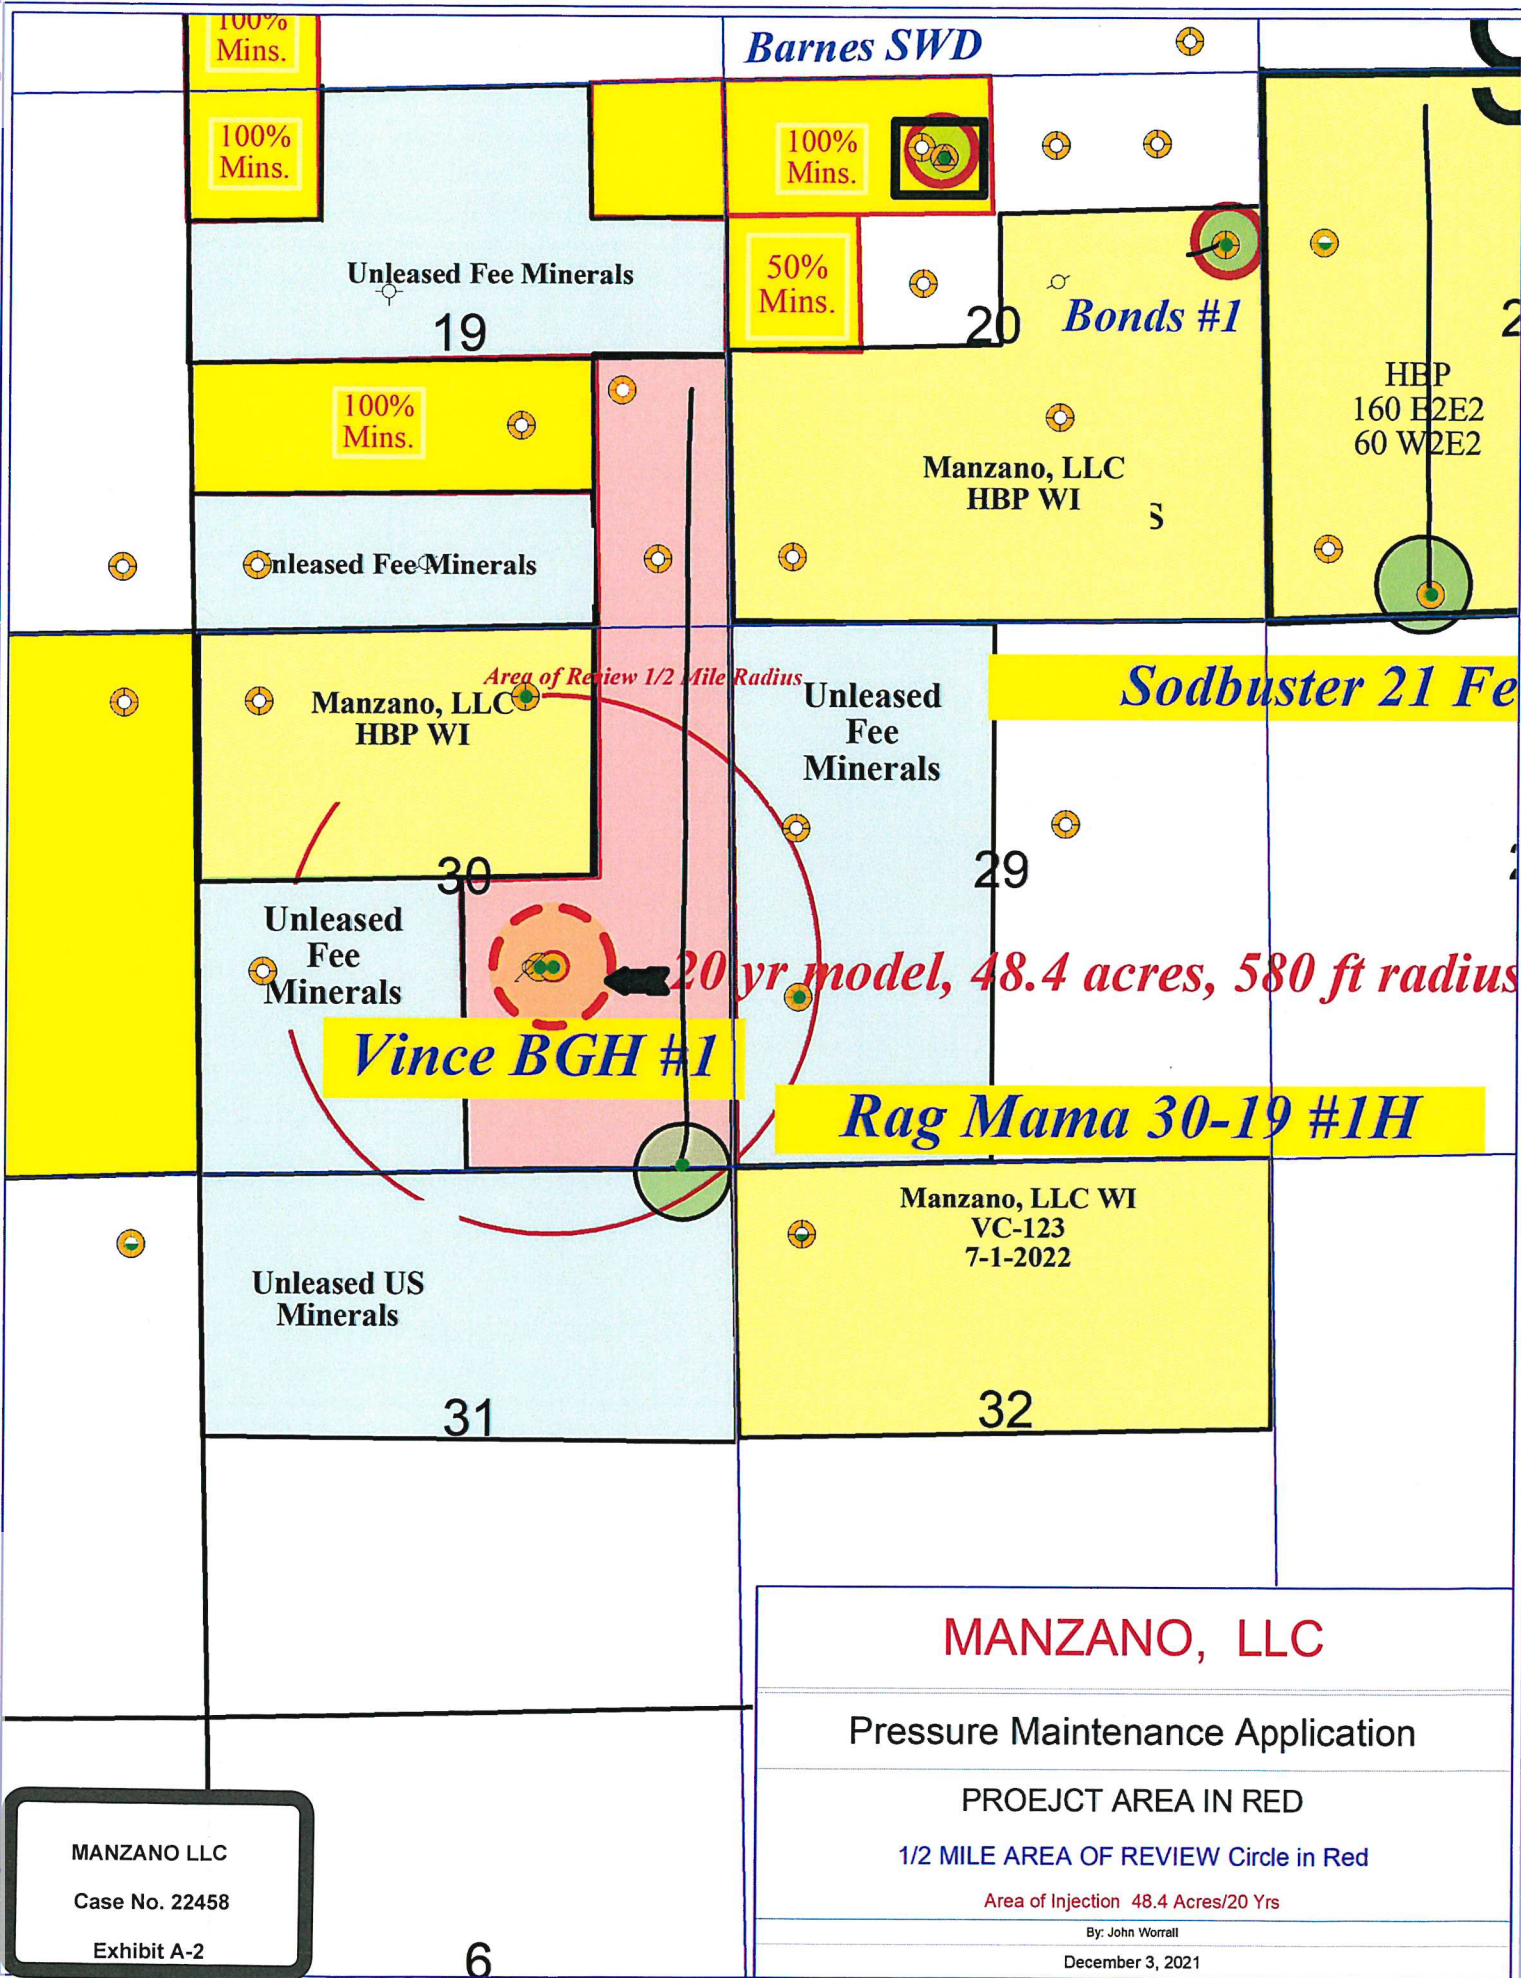 100%
Mins.
Barnes SWD
100%
Mins.
100%
Mins.
Unleased Fee Minerals
19
50%
Mins.
20
Bonds #1
2
HBP
160 E2E2
60 W2E2
100%
Mins.
Manzano, LLC
HBP WI
S
nleased Fee Minerals
Area of Review 1/2 Mile Radius
Manzano, LLC
HBP WI
Unleased
Fee
Minerals
Sodbuster 21 Fe
30
29
Unleased
Fee
Minerals
20 yr model, 48.4 acres, 580 ft radius
Vince BGH #1
Rag Mama 30-19 #1H
Manzano, LLC WI
VC-123
7-1-2022
Unleased US
Minerals
31
32
MANZANO, LLC
Pressure Maintenance Application
PROEJCT AREA IN RED
1/2 MILE AREA OF REVIEW Circle in Red
Area of Injection 48.4 Acres/20 Yrs
By: John Worrall
December 3, 2021
MANZANO LLC
Case No. 22458
Exhibit A-2
6